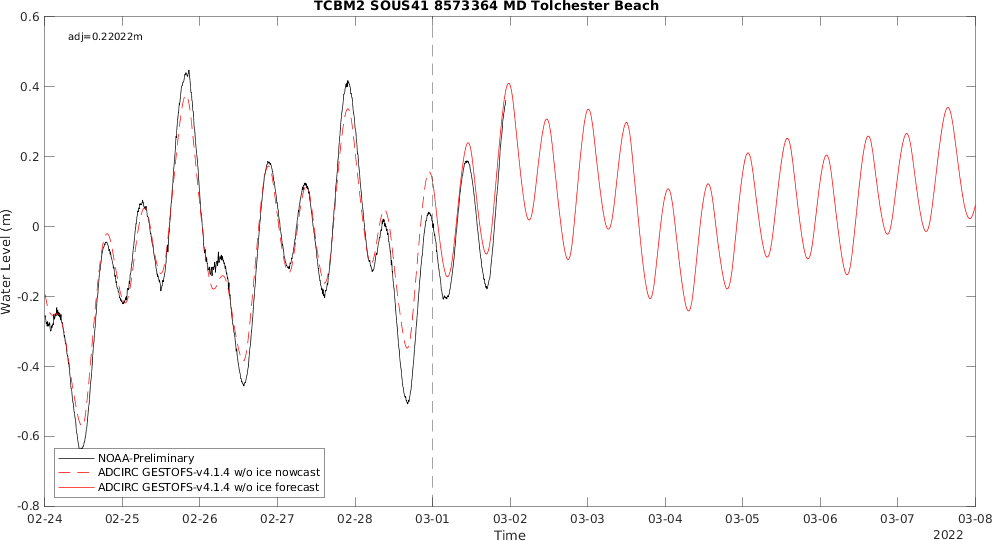 TCBM2 SOUS41 8573364 MD Tolchester Beach
adj=0.22022m
0.6
0.4
0.2
0
-0.2
-0.4
-0.6
-0.8
Water Level (m)
NOAA-Preliminary
ADCIRC GESTOFS-v4.1.4 w/o ice nowcast
ADCIRC GESTOFS-v4.1.4 w/o ice forecast
02-24 02-25 02-26 02-27 02-28 03-01 03-02 03-03 03-04 03-05 03-06 03-07 03-08
Time
2022